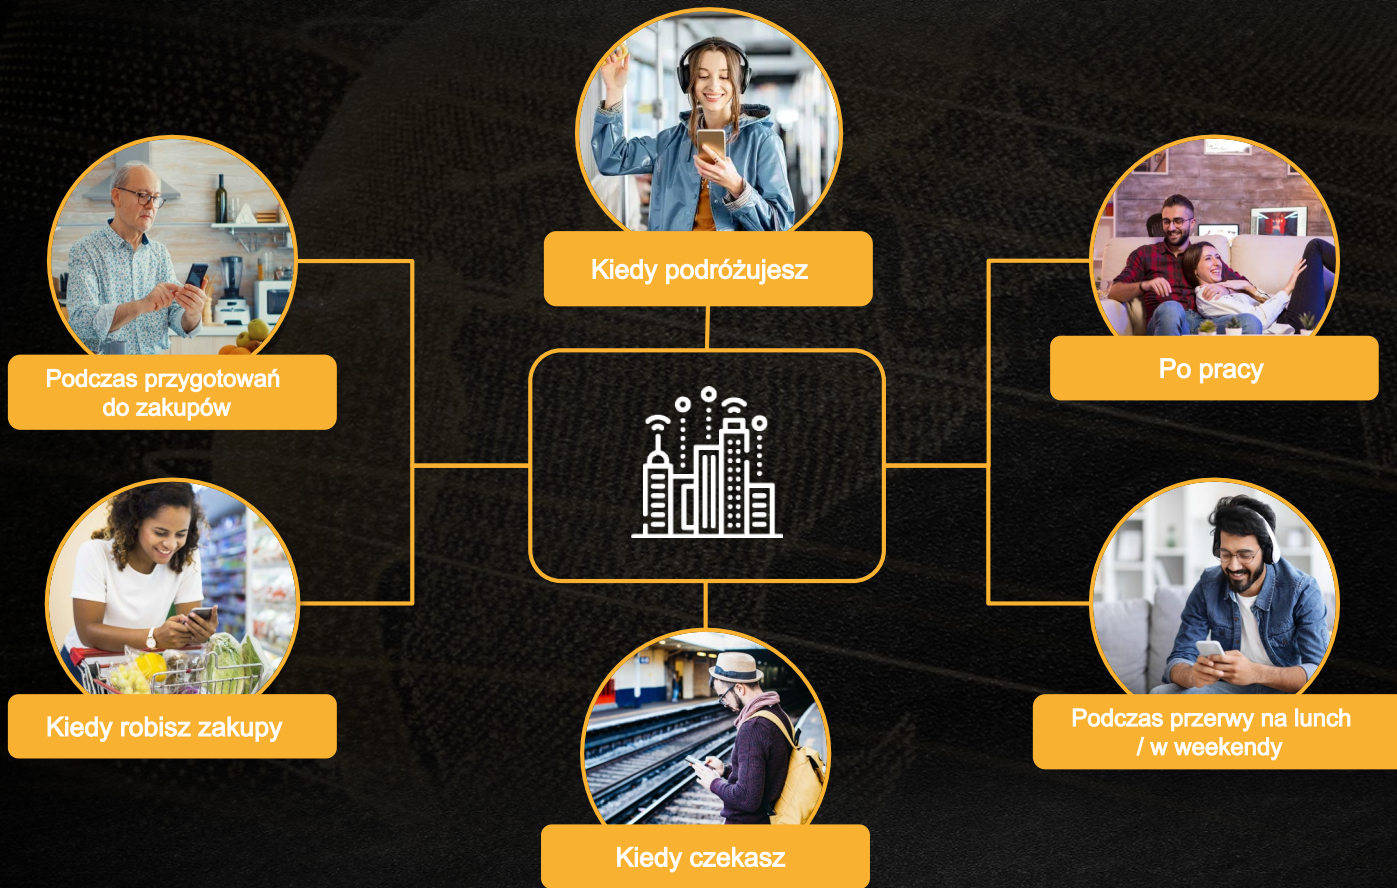 Kiedy podróżujesz
Podczas przygotowań
do zakupów
Po pracy
Kiedy robisz zakupy
Podczas przerwy na lunch
/ w weekendy
Kiedy czekasz